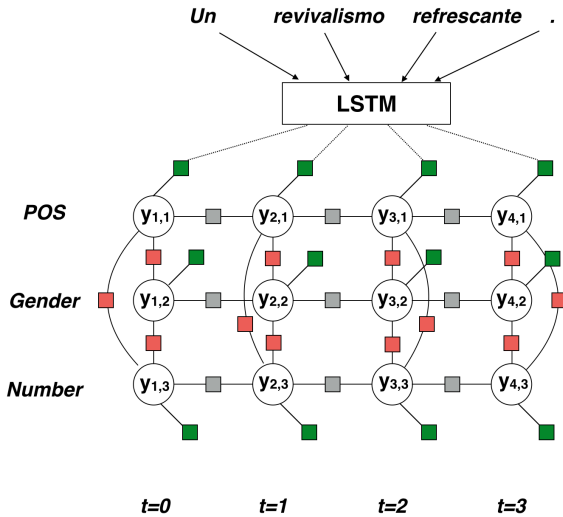 Un revivalismo refrescante .
LSTM
POS y1,1 y2,1 y3,1 y4,1
Gender y1,2 y2,2 y3,2 y4,2
Number y1,3 y2,3 y3,3 y4,3
t=0 t=1 t=2 t=3